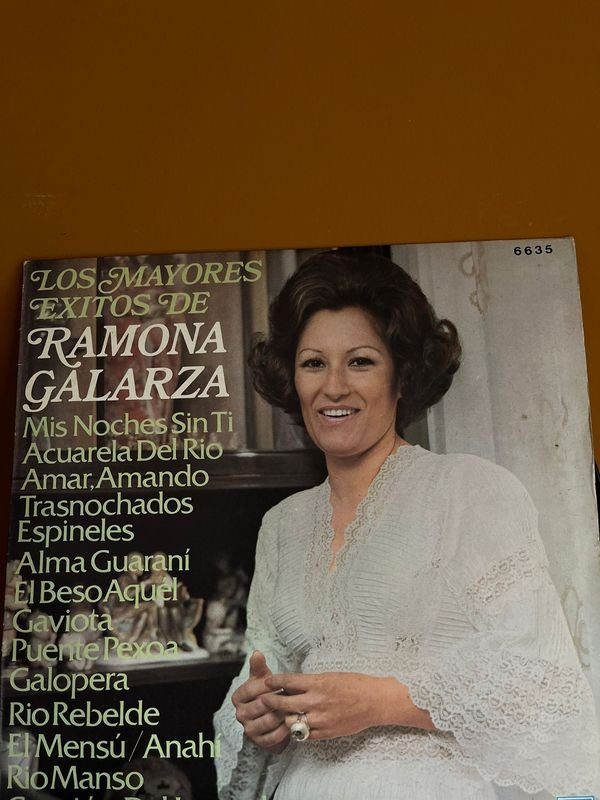 6635
LOS MAYORES
EXITOS DE
RAMONA
GALARZA
Mis Noches Sin Ti
Acuarela Del Rio
Amar, Amando
Trasnochados
Espineles
Alma Guaraní
El Beso Aquél
Gaviota
Puente Pexoa
Galopera
Rio Rebelde
El Mensú / Anahí
Rio Manso